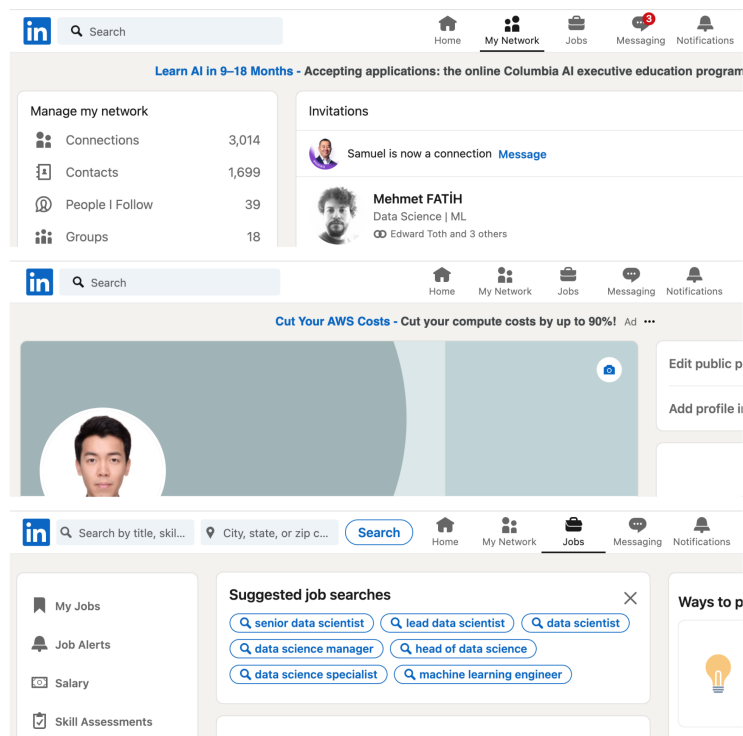 in Search Home My Network Jobs 3 Messaging Notifications
Learn AI in 9–18 Months - Accepting applications: the online Columbia AI executive education program
Manage my network
Connections 3,014
Contacts 1,699
People I Follow 39
Groups 18
Invitations
Samuel is now a connection Message
Mehmet FATİH
Data Science | ML
Edward Toth and 3 others
in Search Home My Network Jobs Messaging Notifications
Cut Your AWS Costs - Cut your compute costs by up to 90%! Ad •••
Edit public p
Add profile i
in Search by title, skil... City, state, or zip c... Search Home My Network Jobs Messaging Notifications
My Jobs
Job Alerts
Salary
Skill Assessments
Suggested job searches
senior data scientist lead data scientist data scientist
data science manager head of data science
data science specialist machine learning engineer
Ways to p